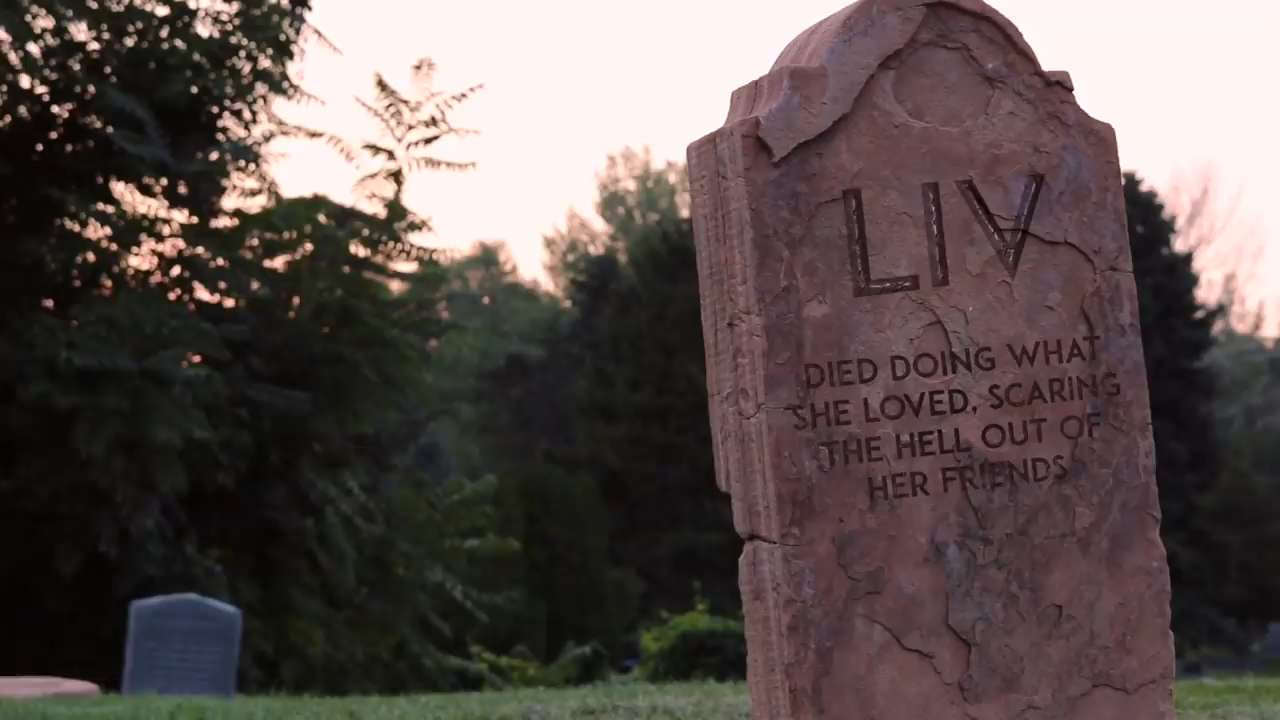 LIV
DIED DOING WHAT
SHE LOVED, SCARING
THE HELL OUT OF
HER FRIENDS